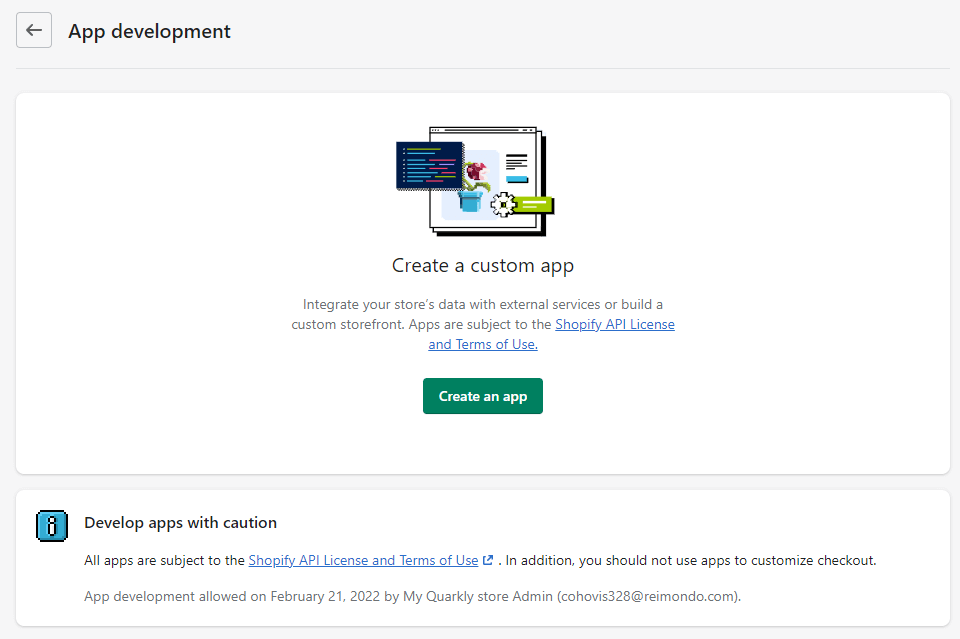 App development
Create a custom app
Integrate your store's data with external services or build a
custom storefront. Apps are subject to the Shopify API License
and Terms of Use.
Create an app
Develop apps with caution
All apps are subject to the Shopify API License and Terms of Use . In addition, you should not use apps to customize checkout.
App development allowed on February 21, 2022 by My Quarkly store Admin (cohovis328@reimondo.com).